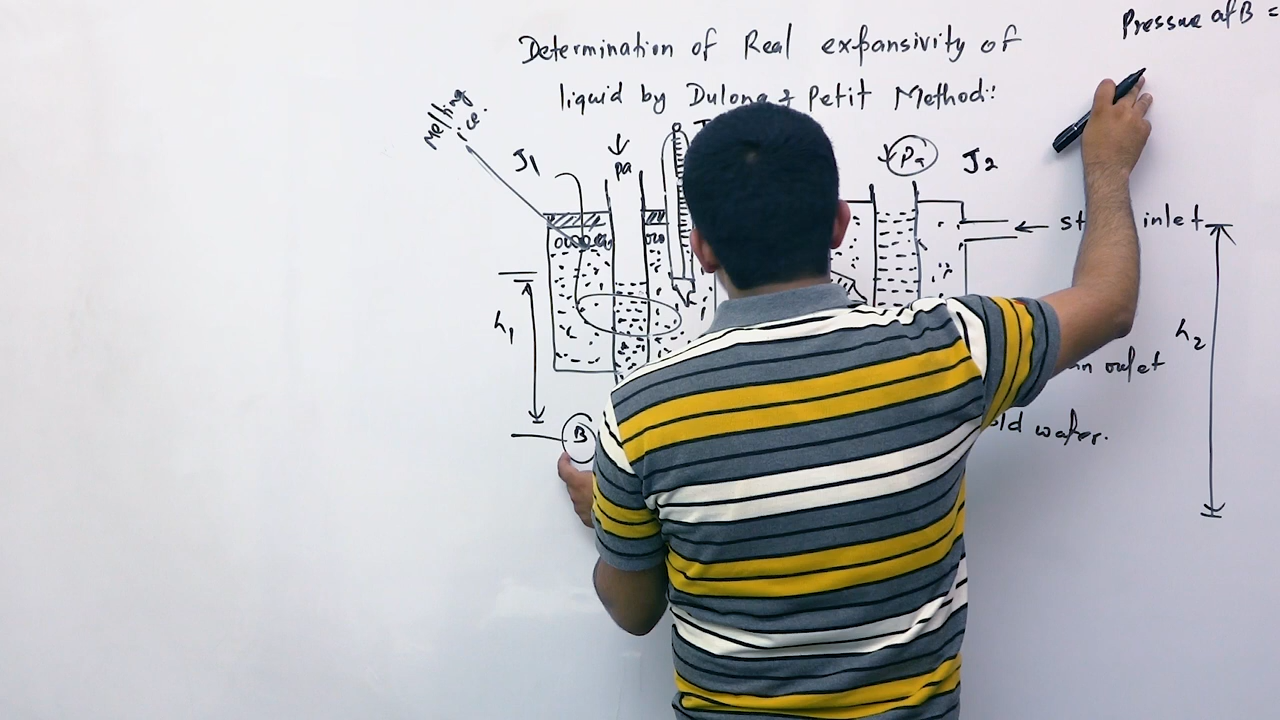 Pressure at B =
Determination of Real expansivity of
liquid by Dulong & Petit Method:
Melting
ice.
J1
Pa
T
Pa
J2
inlet
h1
h2
outlet
B
water.